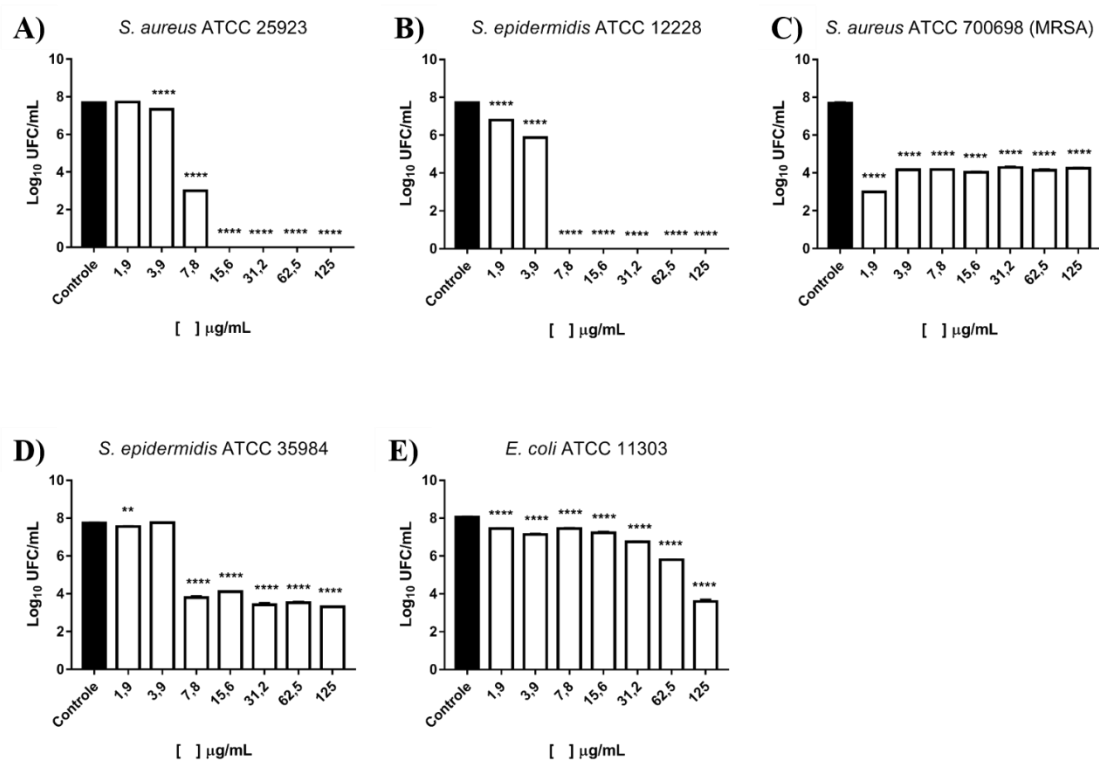 A) S. aureus ATCC 25923
Log10 UFC/mL
10
8
6
4
2
0
****
****
**** **** **** ****
Controle 1,9 3,9 7,8 15,6 31,2 62,5 125
[ ] µg/mL
B) S. epidermidis ATCC 12228
Log10 UFC/mL
10
8
6
4
2
0
****
****
**** **** **** **** ****
Controle 1,9 3,9 7,8 15,6 31,2 62,5 125
[ ] µg/mL
C) S. aureus ATCC 700698 (MRSA)
Log10 UFC/mL
10
8
6
4
2
0
**** **** **** **** **** **** ****
Controle 1,9 3,9 7,8 15,6 31,2 62,5 125
[ ] µg/mL
D) S. epidermidis ATCC 35984
Log10 UFC/mL
10
8
6
4
2
0
**
**** **** **** **** ****
Controle 1,9 3,9 7,8 15,6 31,2 62,5 125
[ ] µg/mL
E) E. coli ATCC 11303
Log10 UFC/mL
10
8
6
4
2
0
**** **** **** **** **** **** ****
Controle 1,9 3,9 7,8 15,6 31,2 62,5 125
[ ] µg/mL